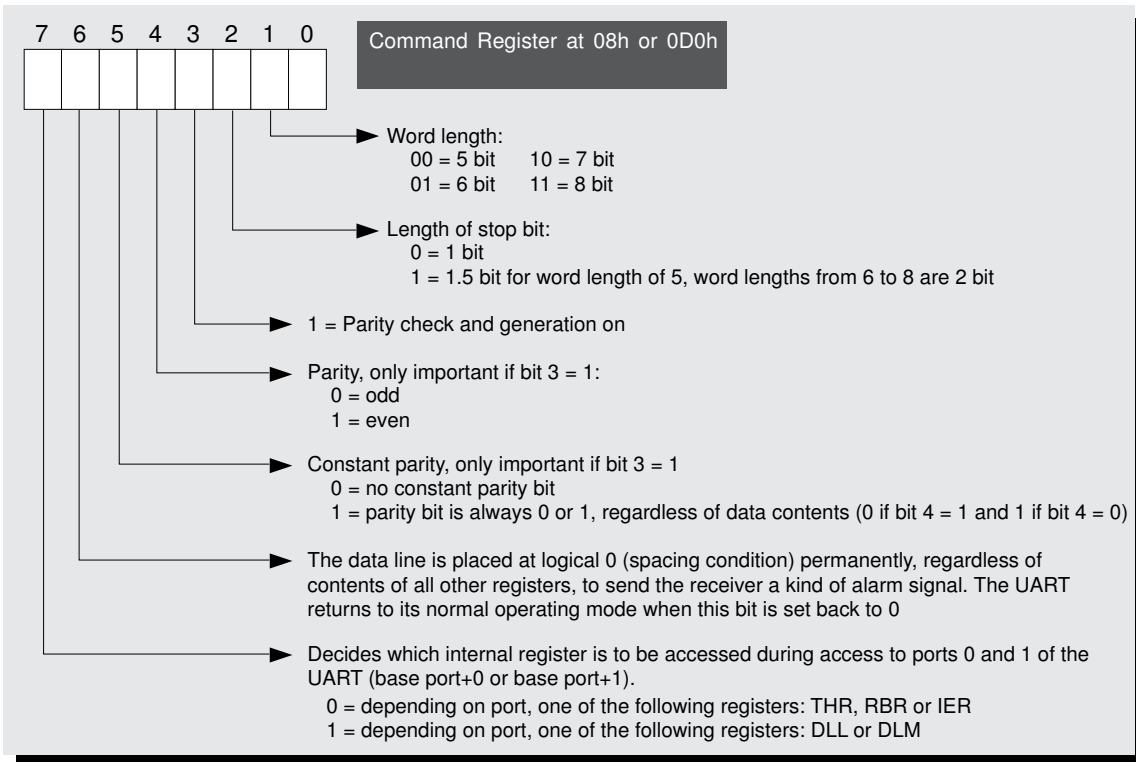 7 6 5 4 3 2 1 0
Command Register at 08h or 0D0h
Word length:
00 = 5 bit 10 = 7 bit
01 = 6 bit 11 = 8 bit
Length of stop bit:
0 = 1 bit
1 = 1.5 bit for word length of 5, word lengths from 6 to 8 are 2 bit
1 = Parity check and generation on
Parity, only important if bit 3 = 1:
0 = odd
1 = even
Constant parity, only important if bit 3 = 1
0 = no constant parity bit
1 = parity bit is always 0 or 1, regardless of data contents (0 if bit 4 = 1 and 1 if bit 4 = 0)
The data line is placed at logical 0 (spacing condition) permanently, regardless of
contents of all other registers, to send the receiver a kind of alarm signal. The UART
returns to its normal operating mode when this bit is set back to 0
Decides which internal register is to be accessed during access to ports 0 and 1 of the
UART (base port+0 or base port+1).
0 = depending on port, one of the following registers: THR, RBR or IER
1 = depending on port, one of the following registers: DLL or DLM